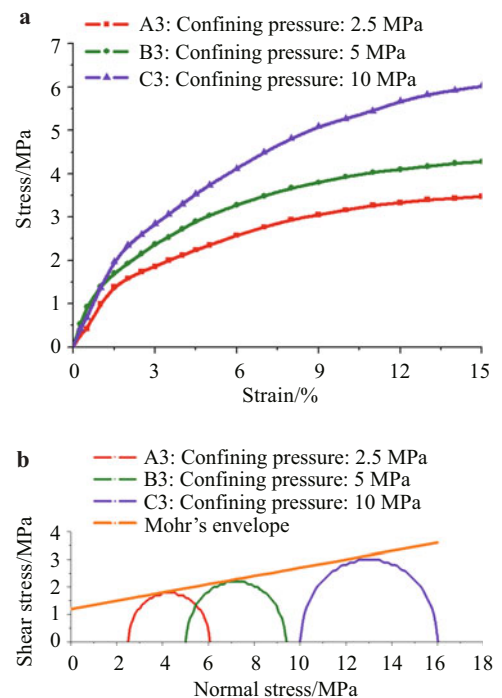 a
A3: Confining pressure: 2.5 MPa
B3: Confining pressure: 5 MPa
C3: Confining pressure: 10 MPa
7
6
5
4
3
2
1
0
Stress/MPa
0 3 6 9 12 15
Strain/%
b
A3: Confining pressure: 2.5 MPa
B3: Confining pressure: 5 MPa
C3: Confining pressure: 10 MPa
Mohr’s envelope
4
3
2
1
0
Shear stress/MPa
0 2 4 6 8 10 12 14 16 18
Normal stress/MPa